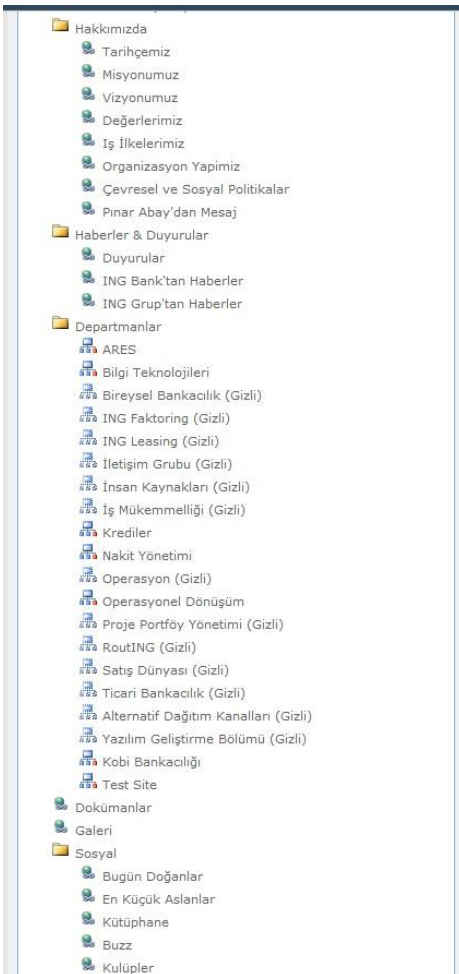 Hakkımızda
Tarihçemiz
Misyonumuz
Vizyonumuz
Değerlerimiz
Iş İlkelerimiz
Organizasyon Yapimiz
Çevresel ve Sosyal Politikalar
Pınar Abay'dan Mesaj
Haberler & Duyurular
Duyurular
ING Bank'tan Haberler
ING Grup'tan Haberler
Departmanlar
ARES
Bilgi Teknolojileri
Bireysel Bankacılık (Gizli)
ING Faktoring (Gizli)
ING Leasing (Gizli)
İletişim Grubu (Gizli)
İnsan Kaynakları (Gizli)
İş Mükemmelliği (Gizli)
Krediler
Nakit Yönetimi
Operasyon (Gizli)
Operasyonel Dönüşüm
Proje Portföy Yönetimi (Gizli)
RoutING (Gizli)
Satış Dünyası (Gizli)
Ticari Bankacılık (Gizli)
Alternatif Dağıtım Kanalları (Gizli)
Yazılım Geliştirme Bölümü (Gizli)
Kobi Bankacılığı
Test Site
Dokümanlar
Galeri
Sosyal
Bugün Doğanlar
En Küçük Aslanlar
Kütüphane
Buzz
Kulüpler